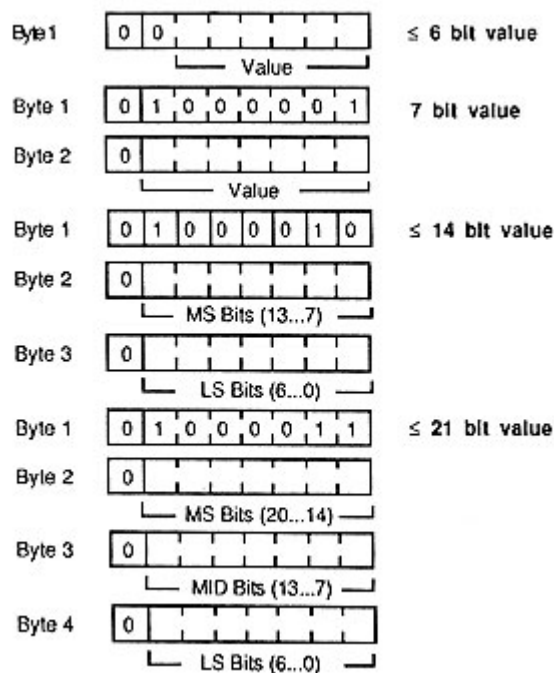 Byte 1 0 0 ≤ 6 bit value
Value
Byte 1 0 1 0 0 0 0 0 1 7 bit value
Byte 2 0
Value
Byte 1 0 1 0 0 0 0 1 0 ≤ 14 bit value
Byte 2 0
MS Bits (13...7)
Byte 3 0
LS Bits (6...0)
Byte 1 0 1 0 0 0 0 1 1 ≤ 21 bit value
Byte 2 0
MS Bits (20...14)
Byte 3 0
MID Bits (13...7)
Byte 4 0
LS Bits (6...0)